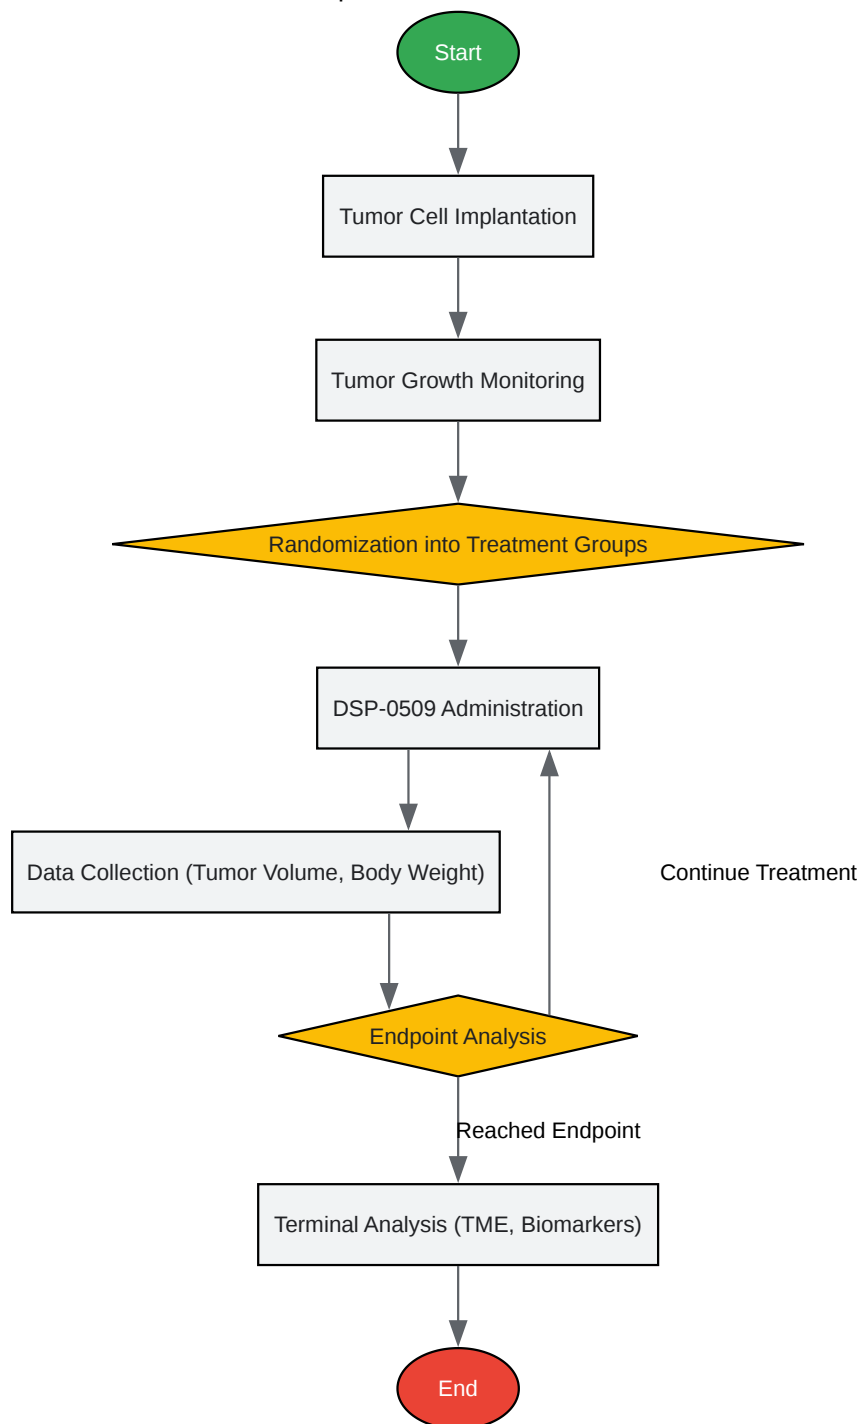 Start
Tumor Cell Implantation
Tumor Growth Monitoring
Randomization into Treatment Groups
DSP-0509 Administration
Data Collection (Tumor Volume, Body Weight)
Continue Treatment
Endpoint Analysis
Reached Endpoint
Terminal Analysis (TME, Biomarkers)
End